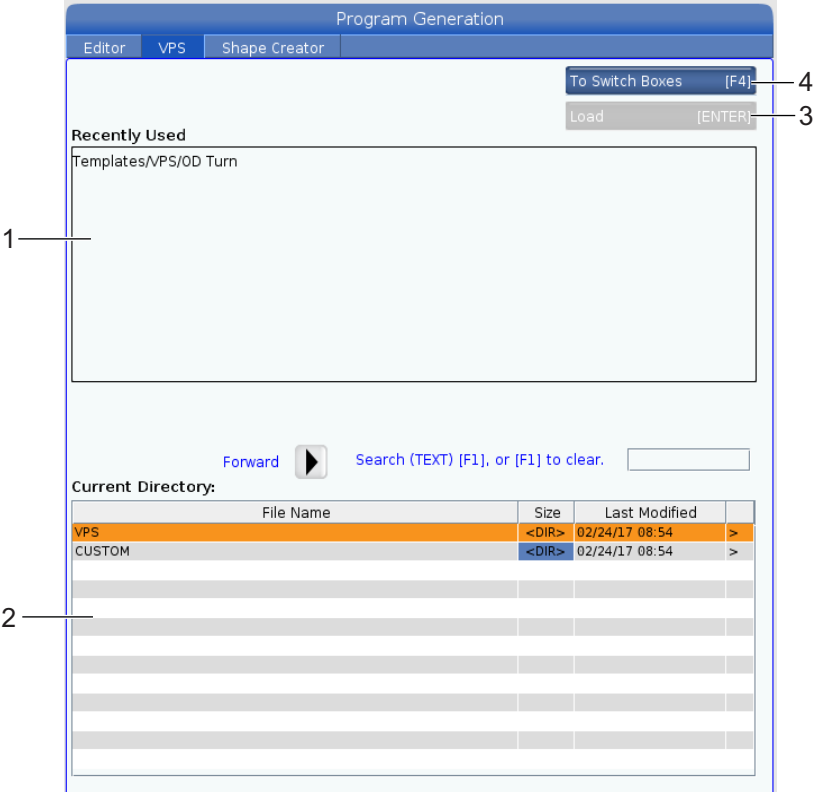 Program Generation
Editor VPS Shape Creator
To Switch Boxes [F4] 4
Load [ENTER] 3
Recently Used
Templates/VPS/OD Turn
1
Forward Search (TEXT) [F1], or [F1] to clear.
Current Directory:
File Name Size Last Modified
VPS <DIR> 02/24/17 08:54 >
CUSTOM <DIR> 02/24/17 08:54 >
2